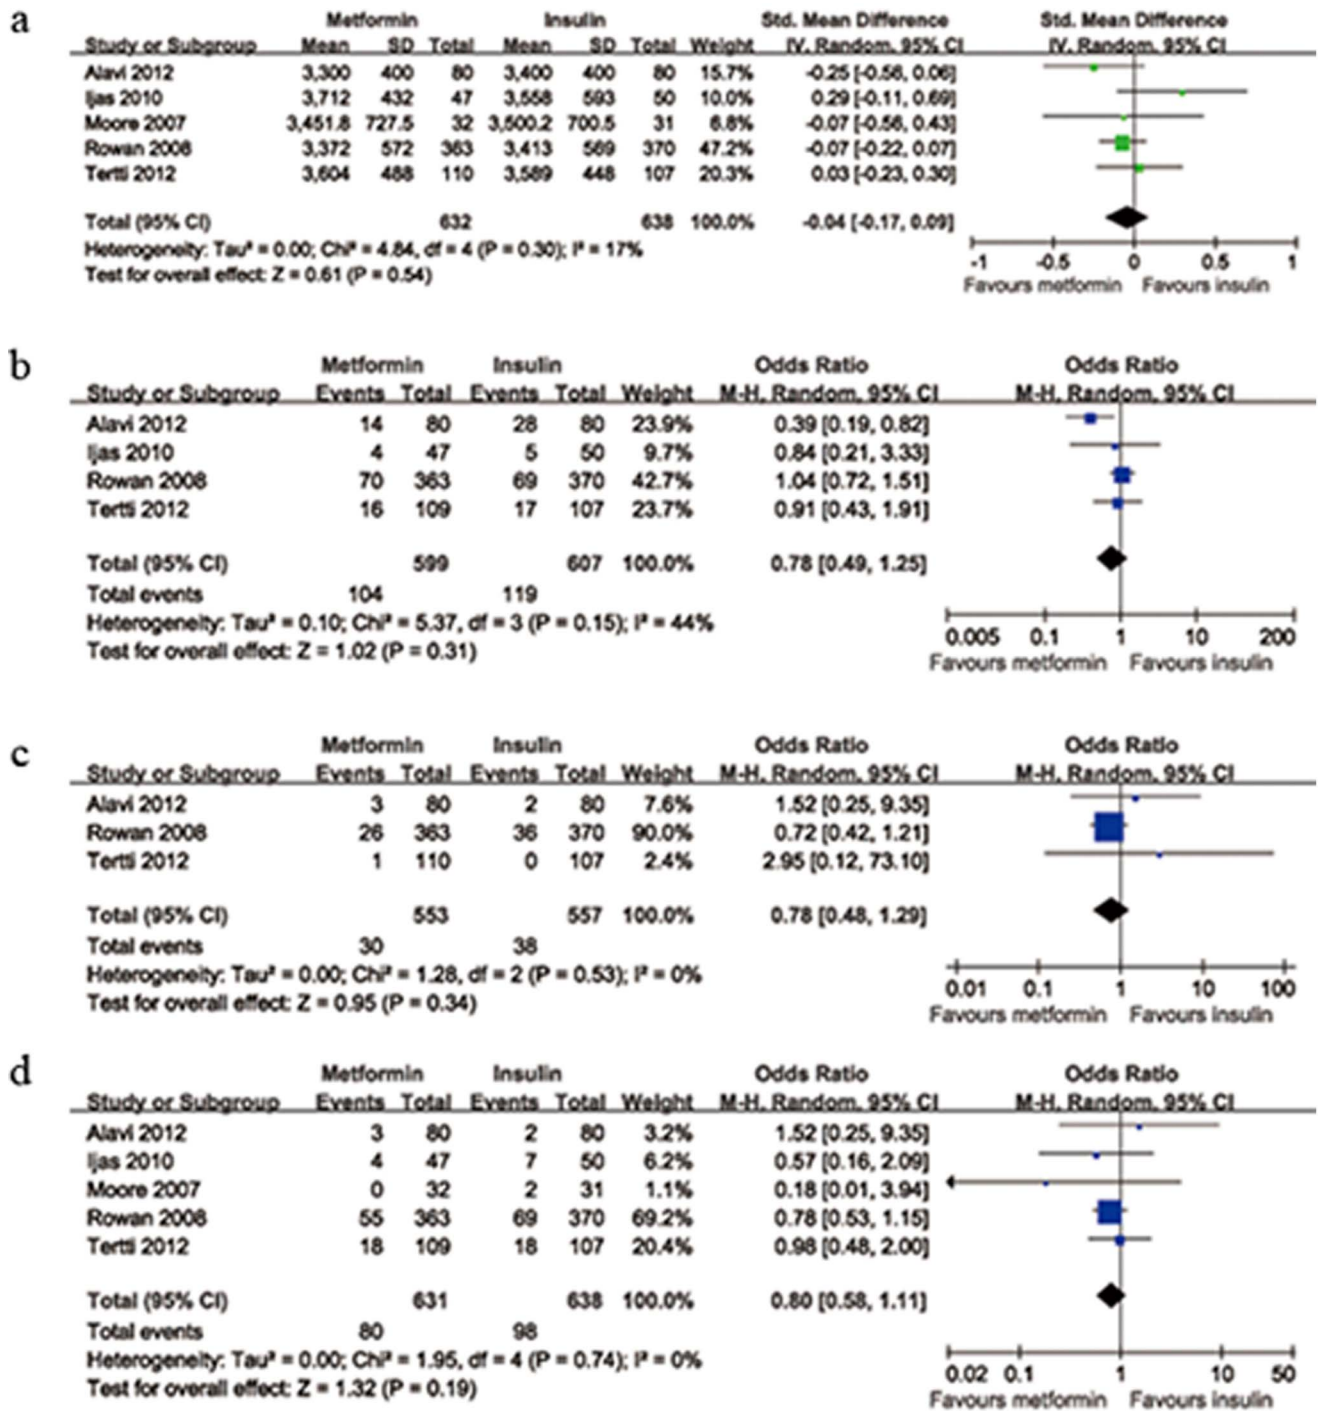 a
Metformin Insulin Std. Mean Difference Std. Mean Difference
Study or Subgroup Mean SD Total Mean SD Total Weight IV, Random, 95% CI IV, Random, 95% CI
Alavi 2012 3,300 400 80 3,400 400 80 15.7% -0.25 [-0.56, 0.06]
Ijas 2010 3,712 432 47 3,558 593 50 10.0% 0.29 [-0.11, 0.69]
Moore 2007 3,451.8 727.5 32 3,500.2 700.5 31 6.8% -0.07 [-0.56, 0.43]
Rowan 2008 3,372 572 363 3,413 569 370 47.2% -0.07 [-0.22, 0.07]
Tertti 2012 3,604 488 110 3,589 448 107 20.3% 0.03 [-0.23, 0.30]
Total (95% CI) 632 638 100.0% -0.04 [-0.17, 0.09]
Heterogeneity: Tau² = 0.00; Chi² = 4.84, df = 4 (P = 0.30); I² = 17%
Test for overall effect: Z = 0.61 (P = 0.54)
-1 -0.5 0 0.5 1
Favours metformin Favours insulin
b
Metformin Insulin Odds Ratio Odds Ratio
Study or Subgroup Events Total Events Total Weight M-H, Random, 95% CI M-H, Random, 95% CI
Alavi 2012 14 80 28 80 23.9% 0.39 [0.19, 0.82]
Ijas 2010 4 47 5 50 9.7% 0.84 [0.21, 3.33]
Rowan 2008 70 363 69 370 42.7% 1.04 [0.72, 1.51]
Tertti 2012 16 109 17 107 23.7% 0.91 [0.43, 1.91]
Total (95% CI) 599 607 100.0% 0.78 [0.49, 1.25]
Total events 104 119
Heterogeneity: Tau² = 0.10; Chi² = 5.37, df = 3 (P = 0.15); I² = 44%
Test for overall effect: Z = 1.02 (P = 0.31)
0.005 0.1 1 10 200
Favours metformin Favours insulin
c
Metformin Insulin Odds Ratio Odds Ratio
Study or Subgroup Events Total Events Total Weight M-H, Random, 95% CI M-H, Random, 95% CI
Alavi 2012 3 80 2 80 7.6% 1.52 [0.25, 9.35]
Rowan 2008 26 363 36 370 90.0% 0.72 [0.42, 1.21]
Tertti 2012 1 110 0 107 2.4% 2.95 [0.12, 73.10]
Total (95% CI) 553 557 100.0% 0.78 [0.48, 1.29]
Total events 30 38
Heterogeneity: Tau² = 0.00; Chi² = 1.28, df = 2 (P = 0.53); I² = 0%
Test for overall effect: Z = 0.95 (P = 0.34)
0.01 0.1 1 10 100
Favours metformin Favours insulin
d
Metformin Insulin Odds Ratio Odds Ratio
Study or Subgroup Events Total Events Total Weight M-H, Random, 95% CI M-H, Random, 95% CI
Alavi 2012 3 80 2 80 3.2% 1.52 [0.25, 9.35]
Ijas 2010 4 47 7 50 6.2% 0.57 [0.16, 2.09]
Moore 2007 0 32 2 31 1.1% 0.18 [0.01, 3.94]
Rowan 2008 55 363 69 370 69.2% 0.78 [0.53, 1.15]
Tertti 2012 18 109 18 107 20.4% 0.98 [0.48, 2.00]
Total (95% CI) 631 638 100.0% 0.80 [0.58, 1.11]
Total events 80 98
Heterogeneity: Tau² = 0.00; Chi² = 1.95, df = 4 (P = 0.74); I² = 0%
Test for overall effect: Z = 1.32 (P = 0.19)
0.02 0.1 1 10 50
Favours metformin Favours insulin